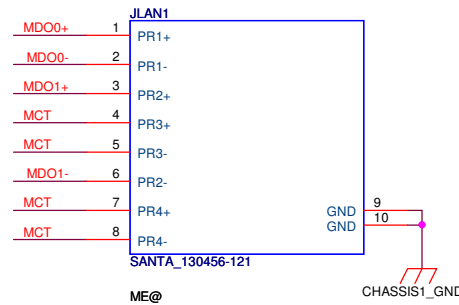 JLAN1
MDO0+ 1 PR1+
MDO0- 2 PR1-
MDO1+ 3 PR2+
MCT 4 PR3+
MCT 5 PR3-
MDO1- 6 PR2-
MCT 7 PR4+ GND 9
GND 10
MCT 8 PR4-
SANTA_130456-121
CHASSIS1_GND
ME@